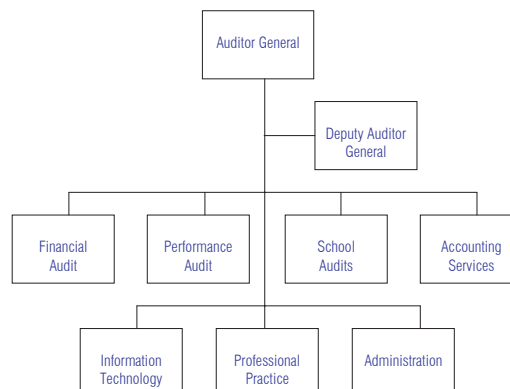 Auditor General
Deputy Auditor
General
Financial
Audit
Performance
Audit
School
Audits
Accounting
Services
Information
Technology
Professional
Practice
Administration